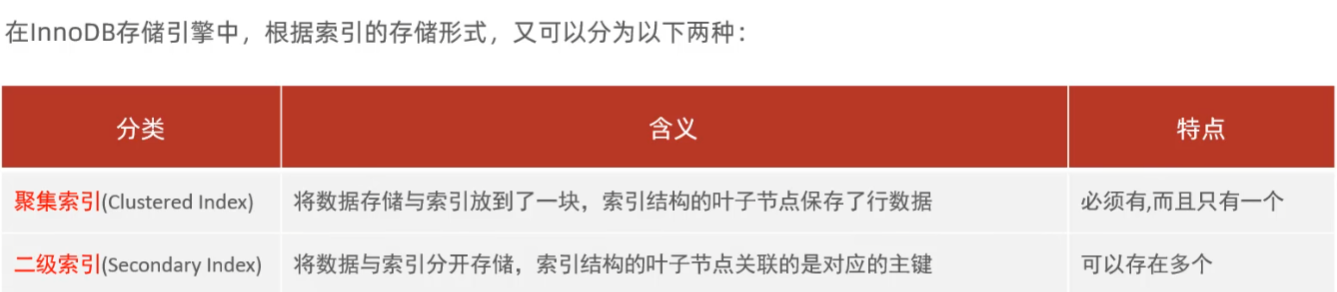 在InnoDB存储引擎中，根据索引的存储形式，又可以分为以下两种：
分类 含义 特点
聚集索引(Clustered Index) 将数据存储与索引放到了一块，索引结构的叶子节点保存了行数据 必须有,而且只有一个
二级索引(Secondary Index) 将数据与索引分开存储，索引结构的叶子节点关联的是对应的主键 可以存在多个